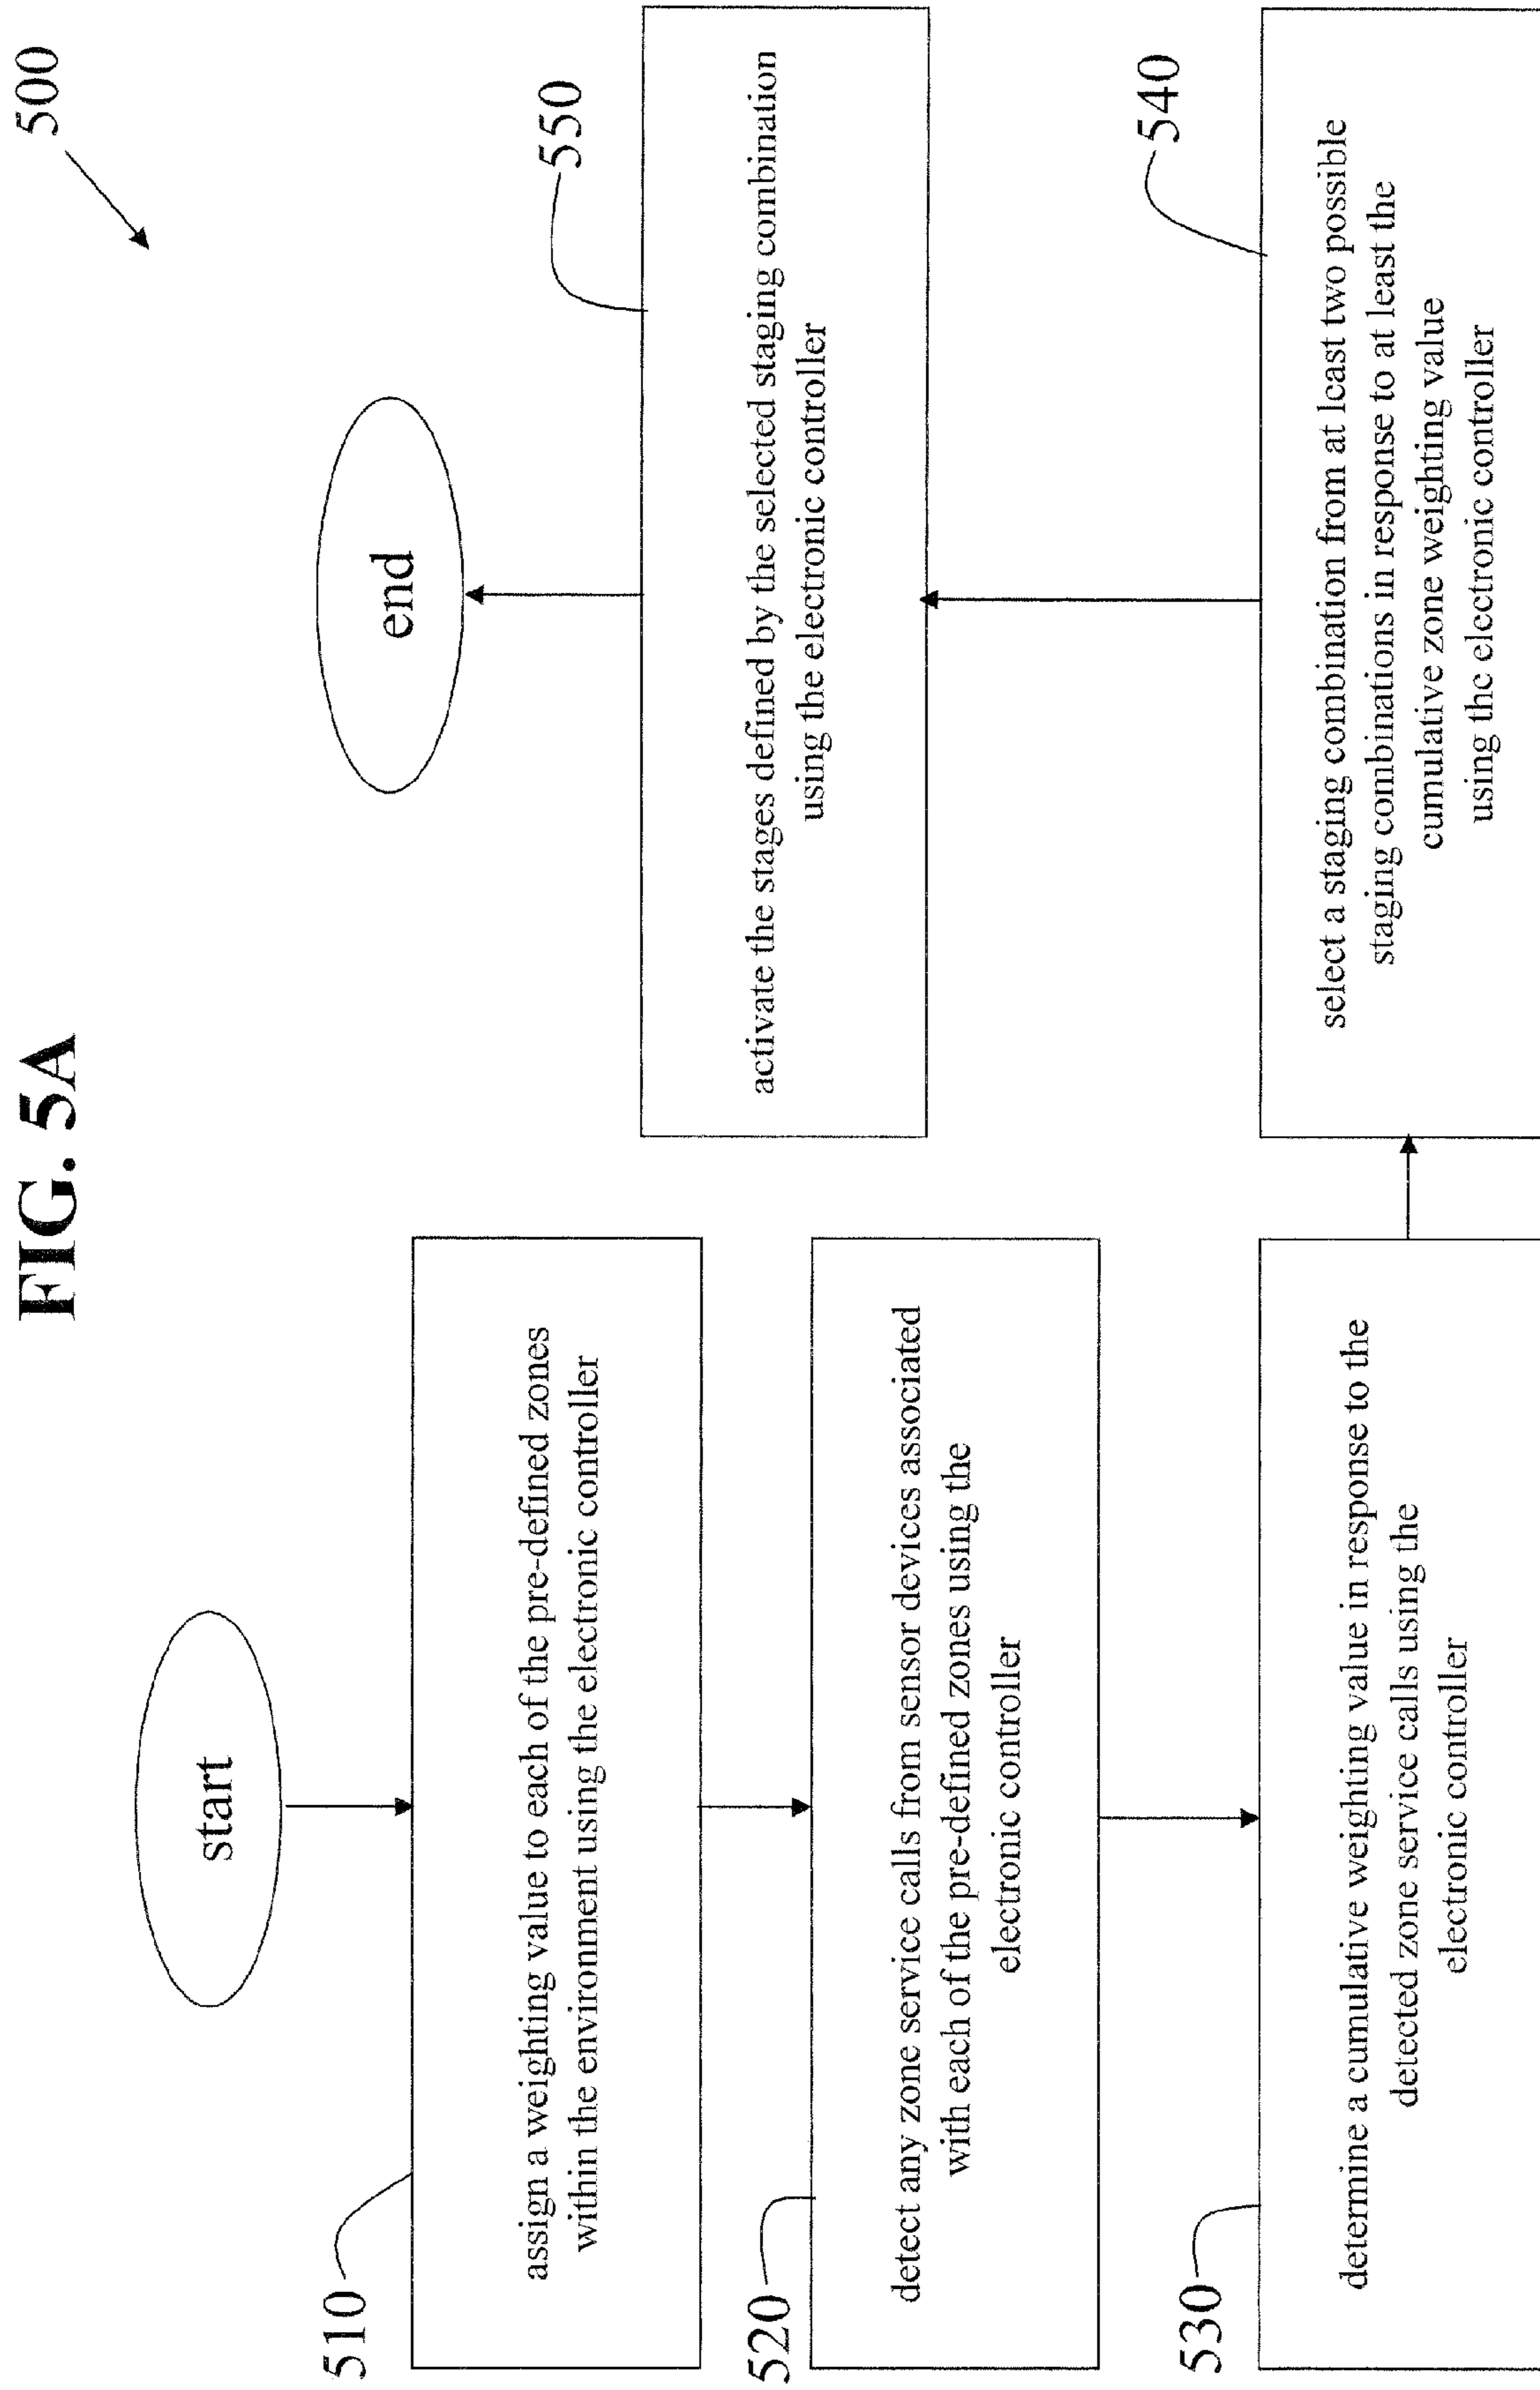 FIG. 5A
500
start
510
assign a weighting value to each of the pre-defined zones
within the environment using the electronic controller
520
detect any zone service calls from sensor devices associated
with each of the pre-defined zones using the
electronic controller
530
determine a cumulative weighting value in response to the
detected zone service calls using the
electronic controller
540
select a staging combination from at least two possible
staging combinations in response to at least the
cumulative zone weighting value
using the electronic controller
550
activate the stages defined by the selected staging combination
using the electronic controller
end